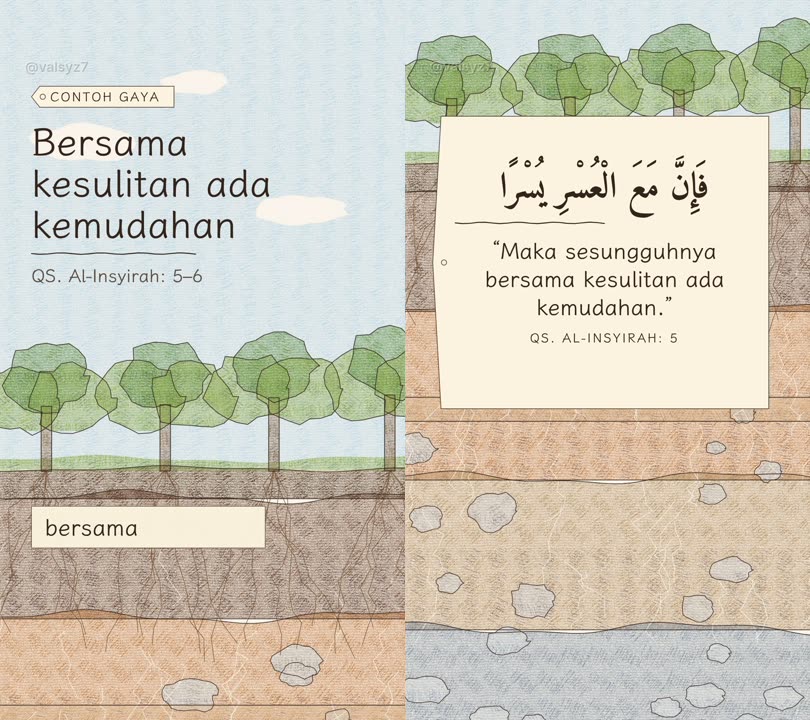 @valsyz7
CONTOH GAYA
Bersama
kesulitan ada
kemudahan
QS. Al-Insyirah: 5–6
bersama
@valsyz7
فَإِنَّ مَعَ الْعُسْرِ يُسْرًا
“Maka sesungguhnya
bersama kesulitan ada
kemudahan.”
QS. AL-INSYIRAH: 5